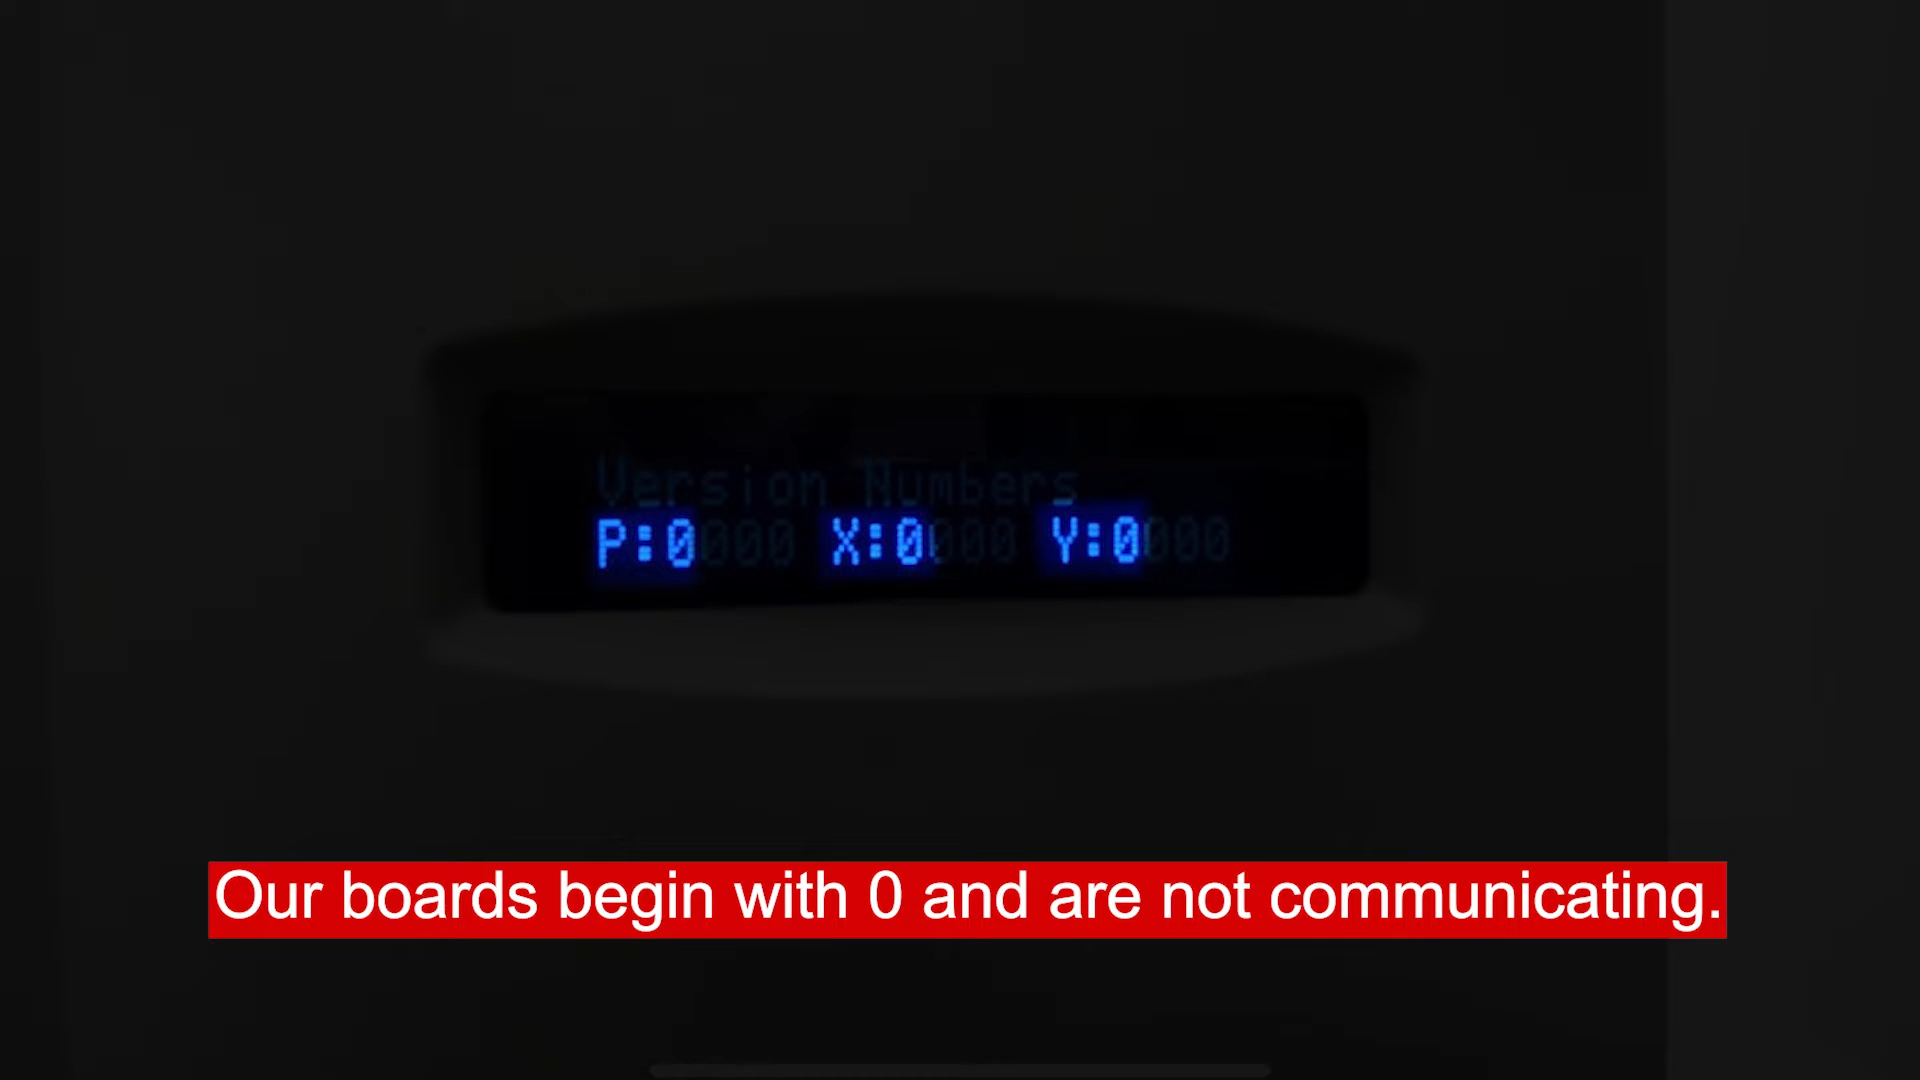 Version Numbers
P:0000 X:0000 Y:0000
Our boards begin with 0 and are not communicating.